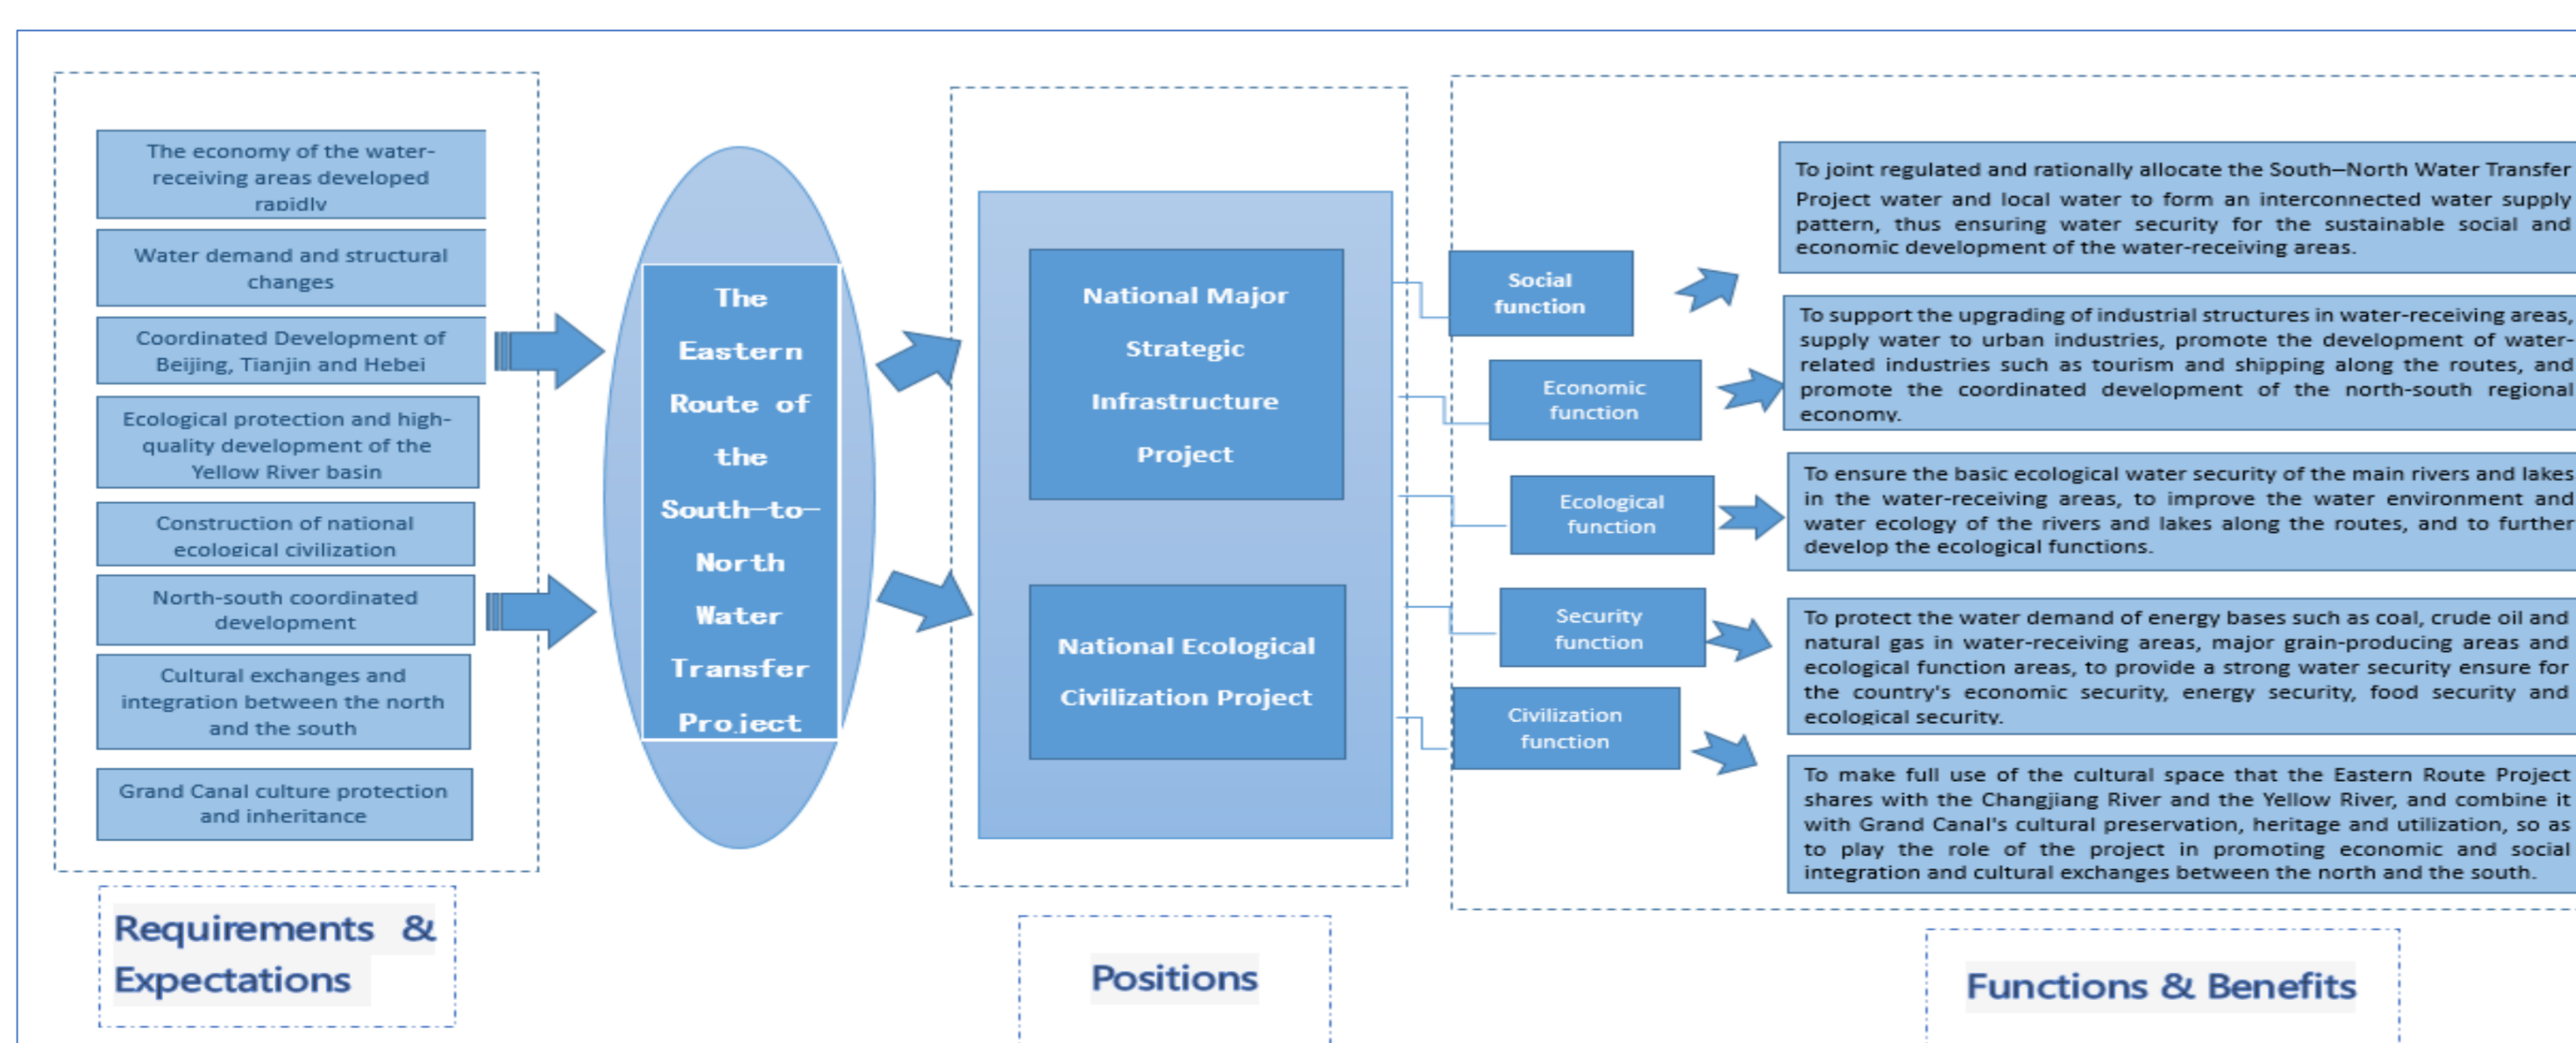 The economy of the water-
receiving areas developed
rapidly
Water demand and structural
changes
Coordinated Development of
Beijing, Tianjin and Hebei
Ecological protection and high-
quality development of the
Yellow River basin
Construction of national
ecological civilization
North-south coordinated
development
Cultural exchanges and
integration between the north
and the south
Grand Canal culture protection
and inheritance
Requirements &
Expectations
The
Eastern
Route of
the
South-to-
North
Water
Transfer
Project
National Major
Strategic
Infrastructure
Project
National Ecological
Civilization Project
Positions
Social
function
To joint regulated and rationally allocate the South–North Water Transfer
Project water and local water to form an interconnected water supply
pattern, thus ensuring water security for the sustainable social and
economic development of the water-receiving areas.
Economic
function
To support the upgrading of industrial structures in water-receiving areas,
supply water to urban industries, promote the development of water-
related industries such as tourism and shipping along the routes, and
promote the coordinated development of the north-south regional
economy.
Ecological
function
To ensure the basic ecological water security of the main rivers and lakes
in the water-receiving areas, to improve the water environment and
water ecology of the rivers and lakes along the routes, and to further
develop the ecological functions.
Security
function
To protect the water demand of energy bases such as coal, crude oil and
natural gas in water-receiving areas, major grain-producing areas and
ecological function areas, to provide a strong water security ensure for
the country's economic security, energy security, food security and
ecological security.
Civilization
function
To make full use of the cultural space that the Eastern Route Project
shares with the Changjiang River and the Yellow River, and combine it
with Grand Canal's cultural preservation, heritage and utilization, so as
to play the role of the project in promoting economic and social
integration and cultural exchanges between the north and the south.
Functions & Benefits